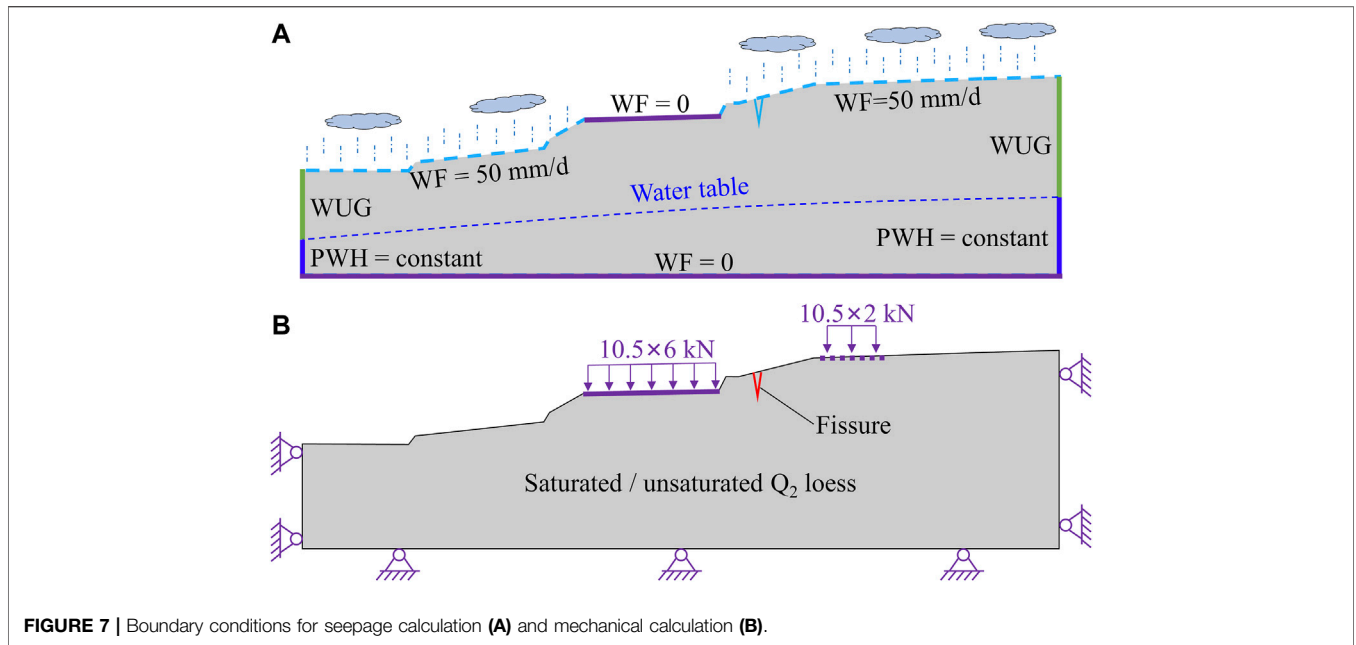 A
WF = 0
WF=50 mm/d
WF = 50 mm/d
WUG
Water table
WUG
PWH = constant
PWH = constant
WF = 0
B
10.5×2 kN
10.5×6 kN
Fissure
Saturated / unsaturated Q₂ loess
FIGURE 7 | Boundary conditions for seepage calculation (A) and mechanical calculation (B).